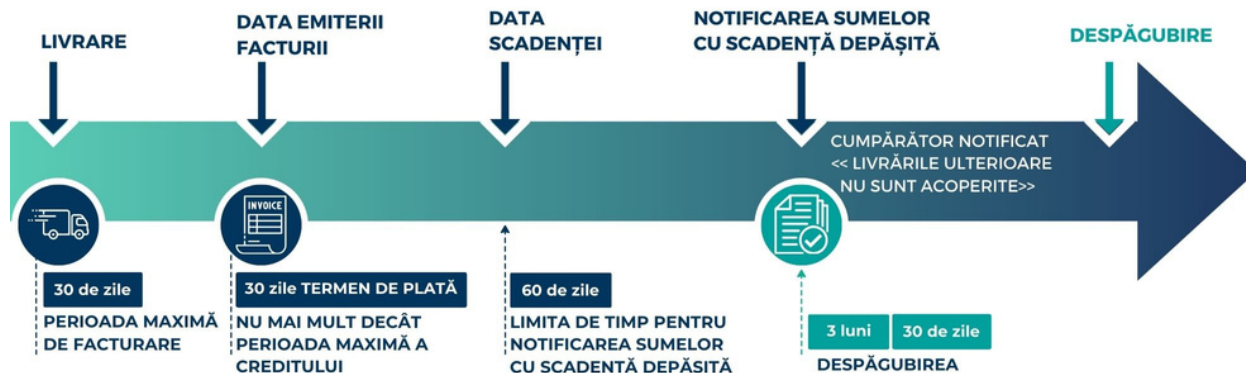 LIVRARE
DATA EMITERII
FACTURII
DATA
SCADENȚEI
NOTIFICAREA SUMELOR
CU SCADENȚĂ DEPĂȘITĂ
DESPĂGUBIRE
CUMPĂRĂTOR NOTIFICAT
<< LIVRĂRILE ULTERIOARE
NU SUNT ACOPERITE>>
INVOICE
30 de zile
PERIOADA MAXIMĂ
DE FACTURARE
30 zile TERMEN DE PLATĂ
NU MAI MULT DECÂT
PERIOADA MAXIMĂ A
CREDITULUI
60 de zile
LIMITA DE TIMP PENTRU
NOTIFICAREA SUMELOR
CU SCADENȚĂ DEPĂȘITĂ
3 luni
30 de zile
DESPĂGUBIREA